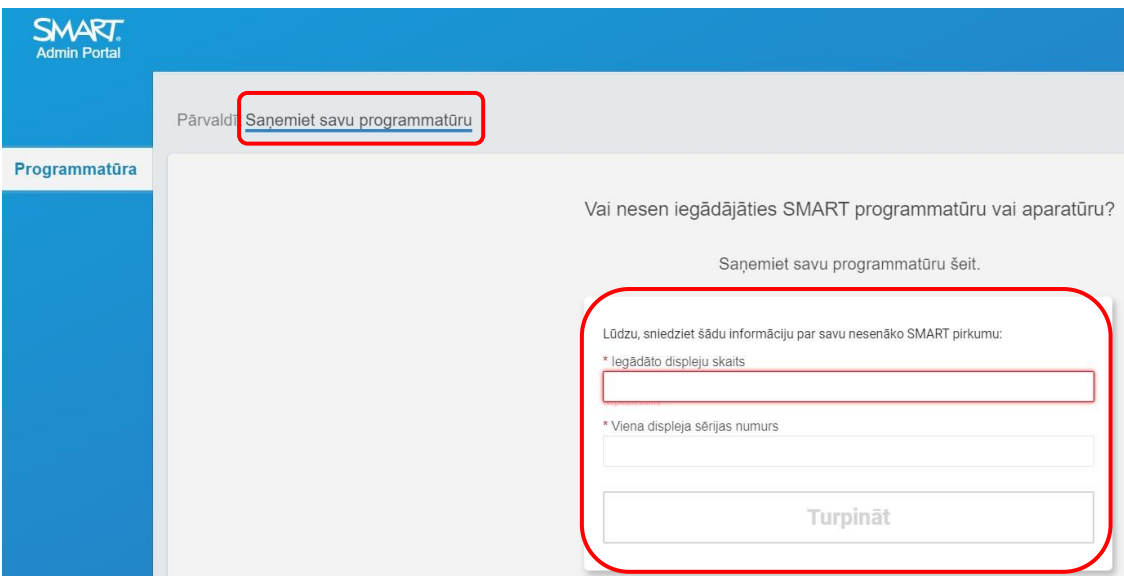 SMART
Admin Portal
Pārvaldī Saņemiet savu programmatūru
Programmatūra
Vai nesen iegādājāties SMART programmatūru vai aparatūru?
Saņemiet savu programmatūru šeit.
Lūdzu, sniedziet šādu informāciju par savu nesenāko SMART pirkumu:
* Iegādāto displeju skaits
* Viena displeja sērijas numurs
Turpināt